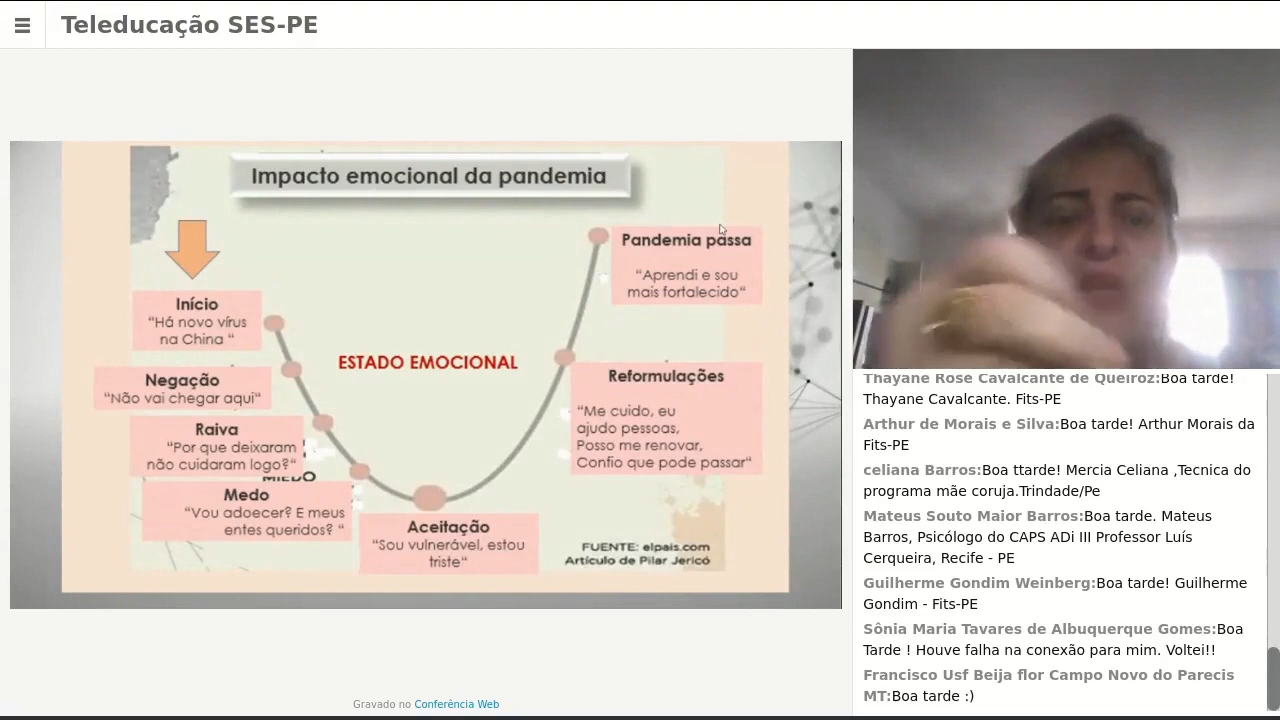 Teleducação SES-PE
Impacto emocional da pandemia
Início
“Há novo vírus
na China “
Negação
“Não vai chegar aqui“
Raiva
“Por que deixaram
não cuidaram logo?“
MIEDO
Medo
“Vou adoecer? E meus
entes queridos? “
ESTADO EMOCIONAL
Aceitação
“Sou vulnerável, estou
triste“
Pandemia passa
“Aprendi e sou
mais fortalecido“
Reformulações
“Me cuido, eu
ajudo pessoas,
Posso me renovar,
Confio que pode passar“
FUENTE: elpais.com
Artículo de Pilar Jericó
Gravado no Conferência Web
Thayane Rose Cavalcante de Queiroz:Boa tarde!
Thayane Cavalcante. Fits-PE
Arthur de Morais e Silva:Boa tarde! Arthur Morais da
Fits-PE
celiana Barros:Boa ttarde! Mercia Celiana ,Tecnica do
programa mãe coruja.Trindade/Pe
Mateus Souto Maior Barros:Boa tarde. Mateus
Barros, Psicólogo do CAPS ADi III Professor Luís
Cerqueira, Recife - PE
Guilherme Gondim Weinberg:Boa tarde! Guilherme
Gondim - Fits-PE
Sônia Maria Tavares de Albuquerque Gomes:Boa
Tarde ! Houve falha na conexão para mim. Voltei!!
Francisco Usf Beija flor Campo Novo do Parecis
MT:Boa tarde :)